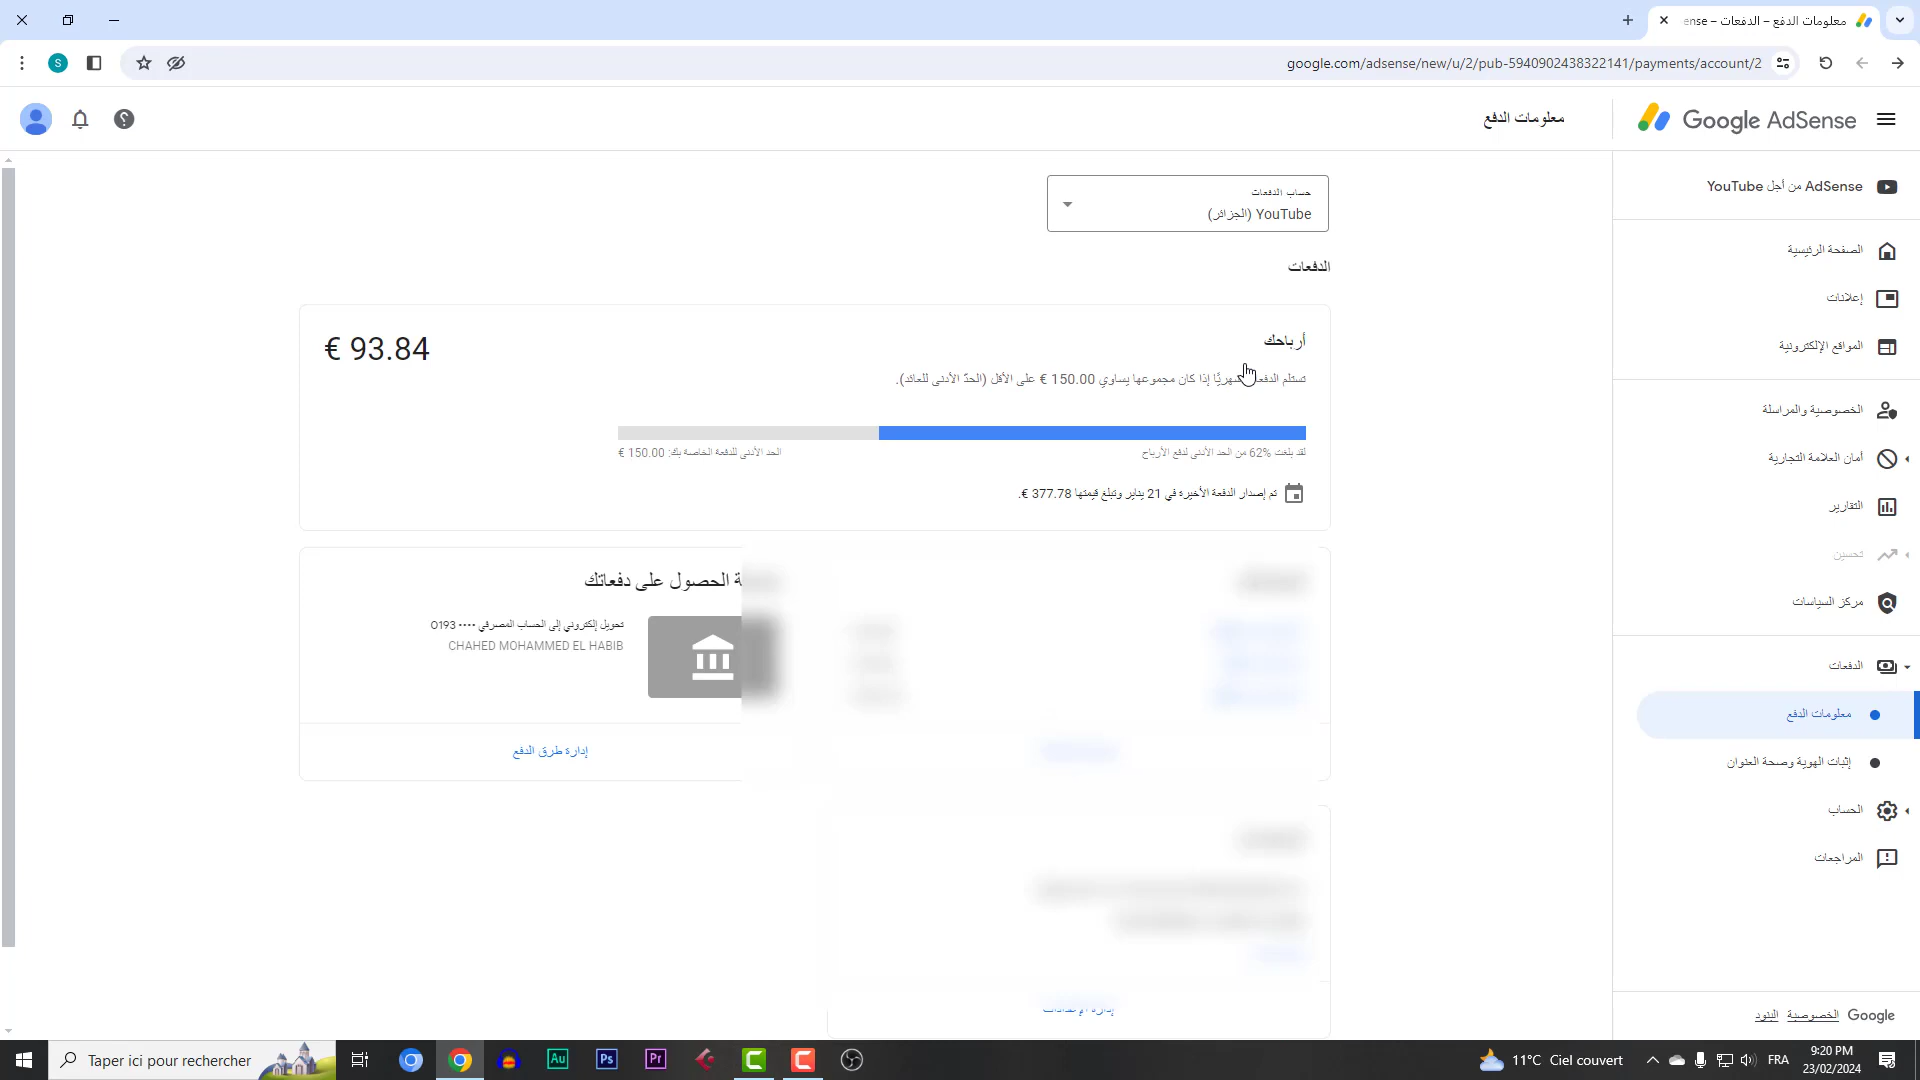 معلومات الدفع – الدفعات – ense
google.com/adsense/new/u/2/pub-5940902438322141/payments/account/2
S
Google AdSense
معلومات الدفع
AdSense من أجل YouTube
الصفحة الرئيسية
إعلانات
المواقع الإلكترونية
الخصوصية والمراسلة
أمان العلامة التجارية
التقارير
تحسين
مركز السياسات
الدفعات
معلومات الدفع
إثبات الهوية وصحة العنوان
الحساب
المراجعات
Google الخصوصية البنود
حساب الدفعات
YouTube (الجزائر)
الدفعات
أرباحك
€ 93.84
تستلم الدفعا شهريًا إذا كان مجموعها يساوي 150.00 € على الأقل (الحدّ الأدنى للعائد).
لقد بلغت 62% من الحد الأدنى لدفع الأرباح
الحد الأدنى للدفعة الخاصة بك: 150.00 €
تم إصدار الدفعة الأخيرة في 21 يناير وتبلغ قيمتها 377.78 €.
ة الحصول على دفعاتك
تحويل إلكتروني إلى الحساب المصرفي •••• 0193
CHAHED MOHAMMED EL HABIB
إدارة طرق الدفع
Taper ici pour rechercher
Au
Ps
Pr
11°C Ciel couvert
FRA
9:20 PM
23/02/2024